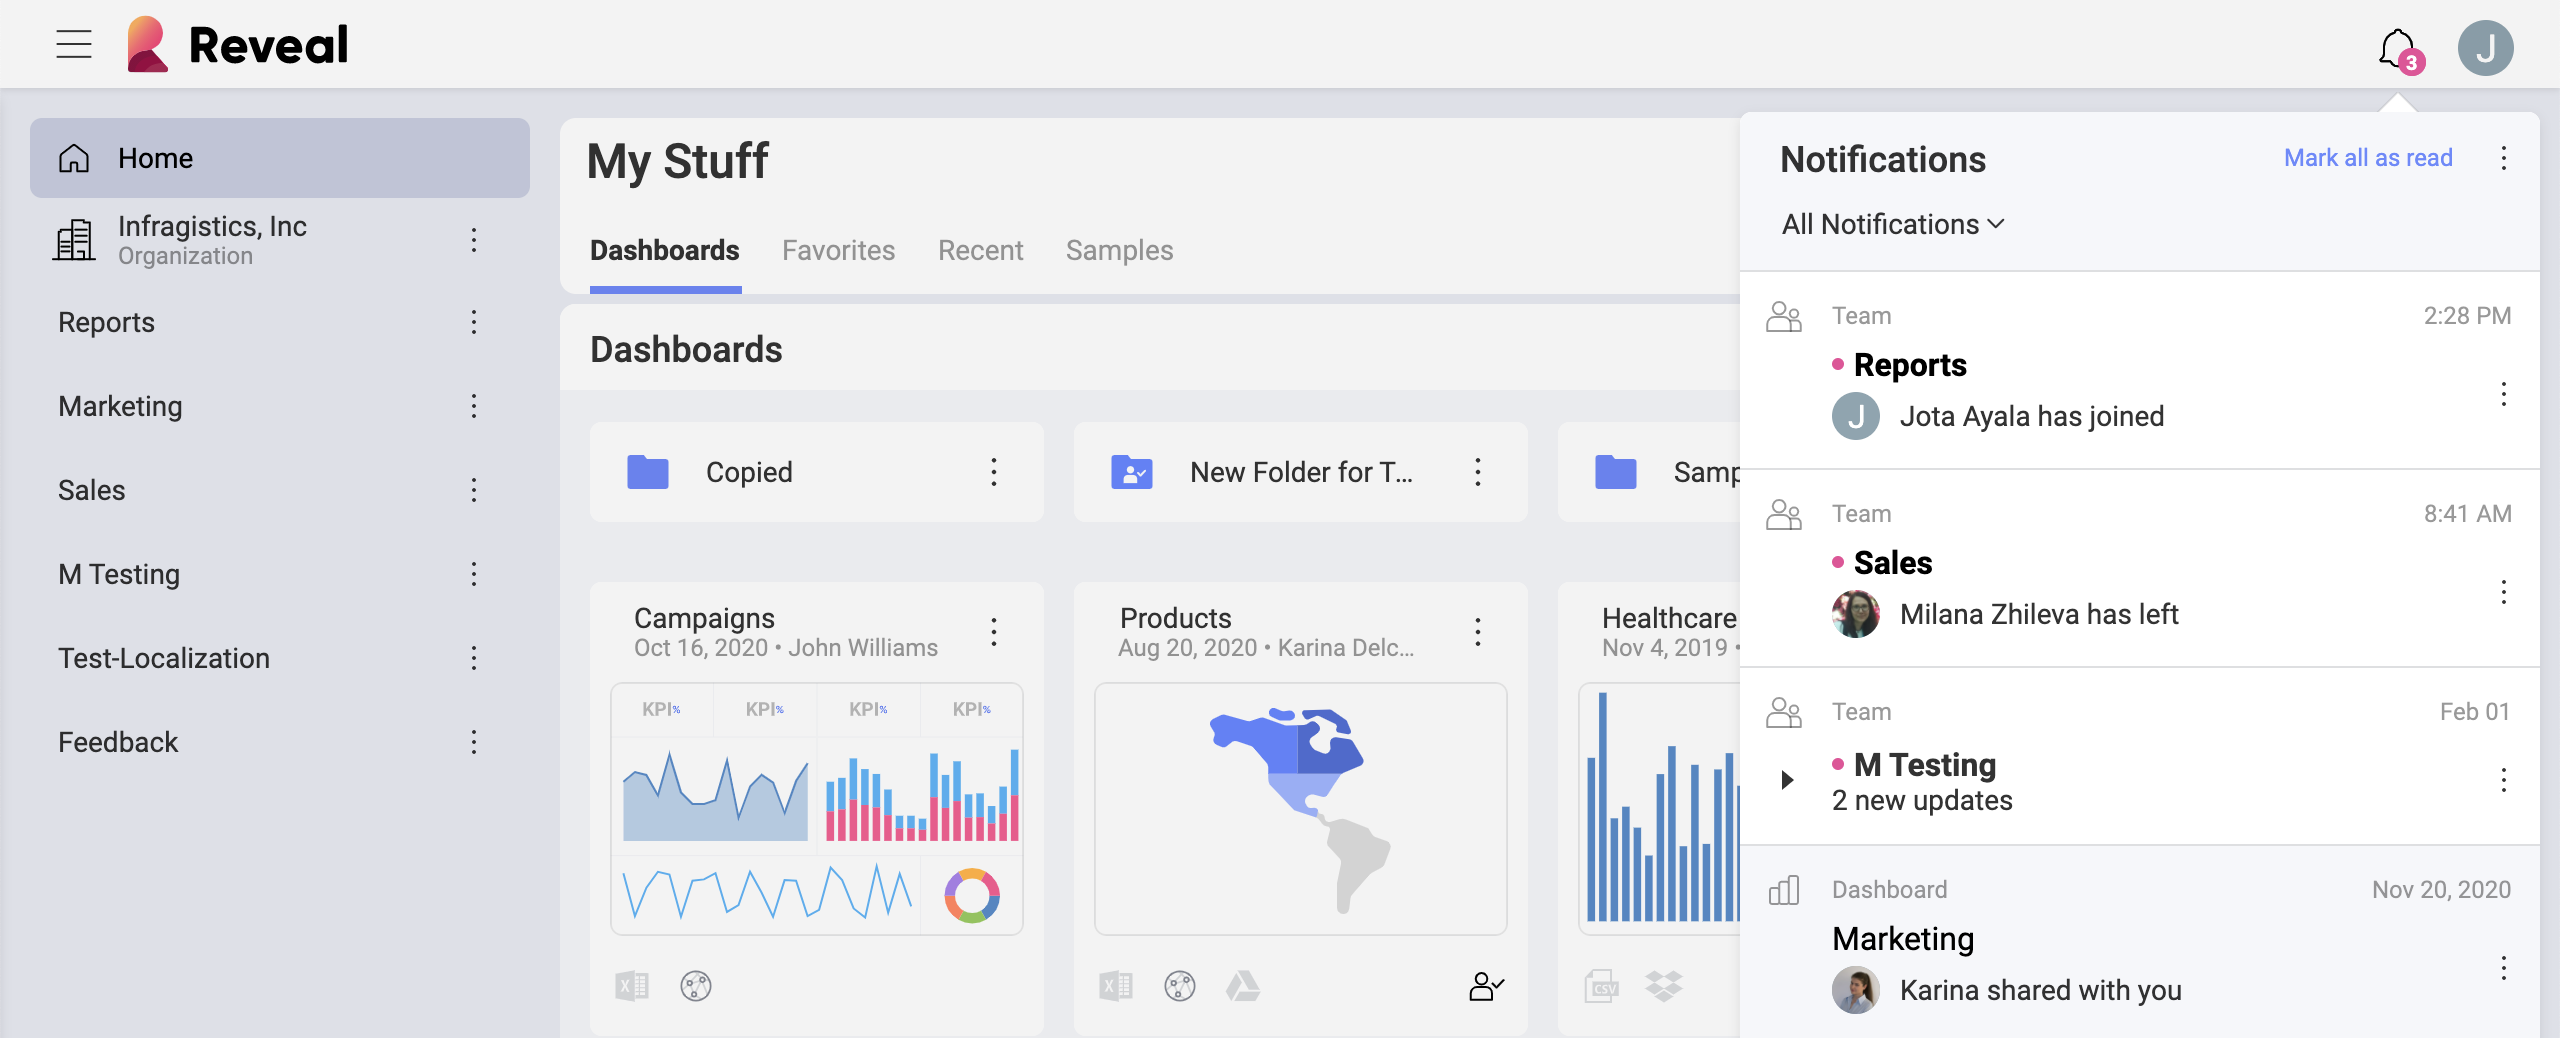 Reveal
3
J
Home
Infragistics, Inc
Organization
Reports
Marketing
Sales
M Testing
Test-Localization
Feedback
My Stuff
Dashboards Favorites Recent Samples
Dashboards
Copied
New Folder for T...
Samp
Campaigns
Oct 16, 2020 • John Williams
KPI% KPI% KPI% KPI%
X
Products
Aug 20, 2020 • Karina Delc...
X
Healthcare
Nov 4, 2019 •
CSV
Notifications
Mark all as read
All Notifications
Team 2:28 PM
Reports
J Jota Ayala has joined
Team 8:41 AM
Sales
Milana Zhileva has left
Team Feb 01
M Testing
2 new updates
Dashboard Nov 20, 2020
Marketing
Karina shared with you